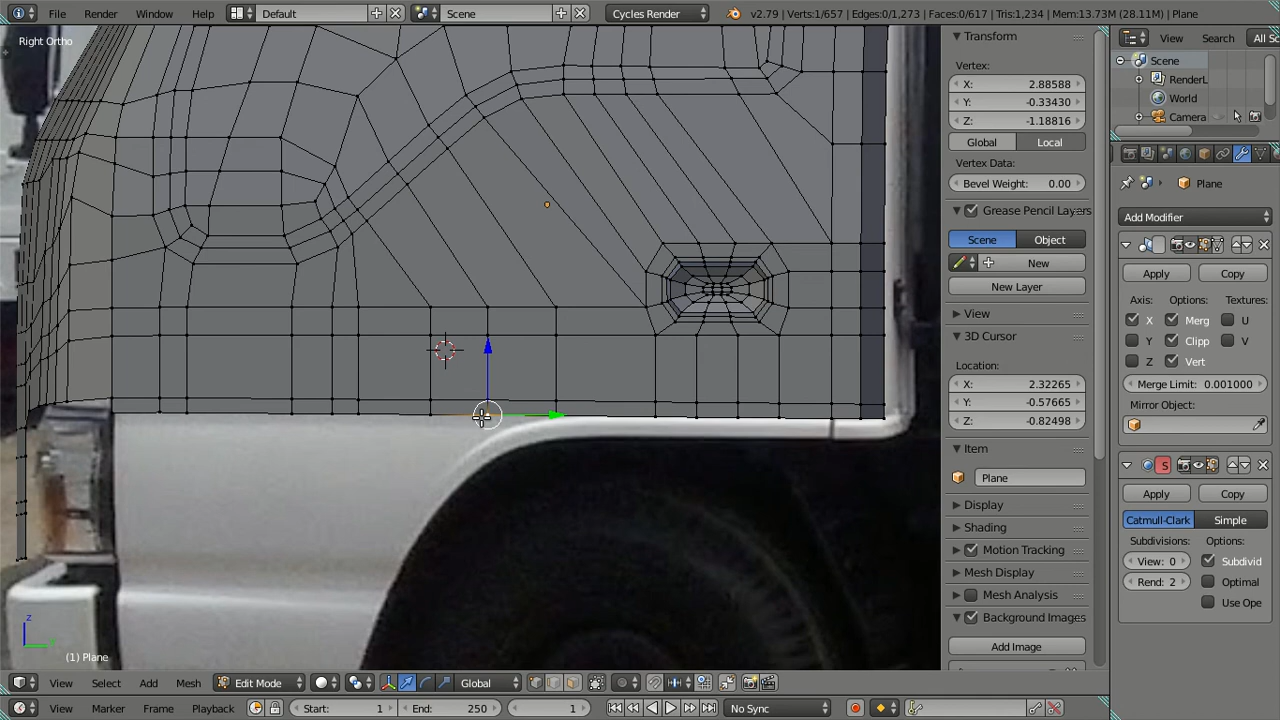 File Render Window Help Default Scene Cycles Render v2.79 | Verts:1/657 | Edges:0/1,273 | Faces:0/617 | Tris:1,234 | Mem:13.73M (28.11M) | Plane
Right Ortho
Transform
Vertex:
X: 2.88588
Y: -0.33430
Z: -1.18816
Global Local
Vertex Data:
Bevel Weight: 0.00
Grease Pencil Layers
Scene Object
New
New Layer
View
3D Cursor
Location:
X: 2.32265
Y: -0.57665
Z: -0.82498
Item
Plane
Display
Shading
Motion Tracking
Mesh Display
Mesh Analysis
Background Images
Add Image
View Search All Sc
Scene
RenderL
World
Camera
Plane
Add Modifier
Apply Copy
Axis: Options: Textures:
X Merg U
Y Clipp V
Z Vert
Merge Limit: 0.001000
Mirror Object:
S
Apply Copy
Catmull-Clark Simple
Subdivisions: Options:
View: 0 Subdivid
Rend: 2 Optimal
Use Ope
z
(1) Plane
View Select Add Mesh Edit Mode Global
View Marker Frame Playback Start: 1 End: 250 1 No Sync